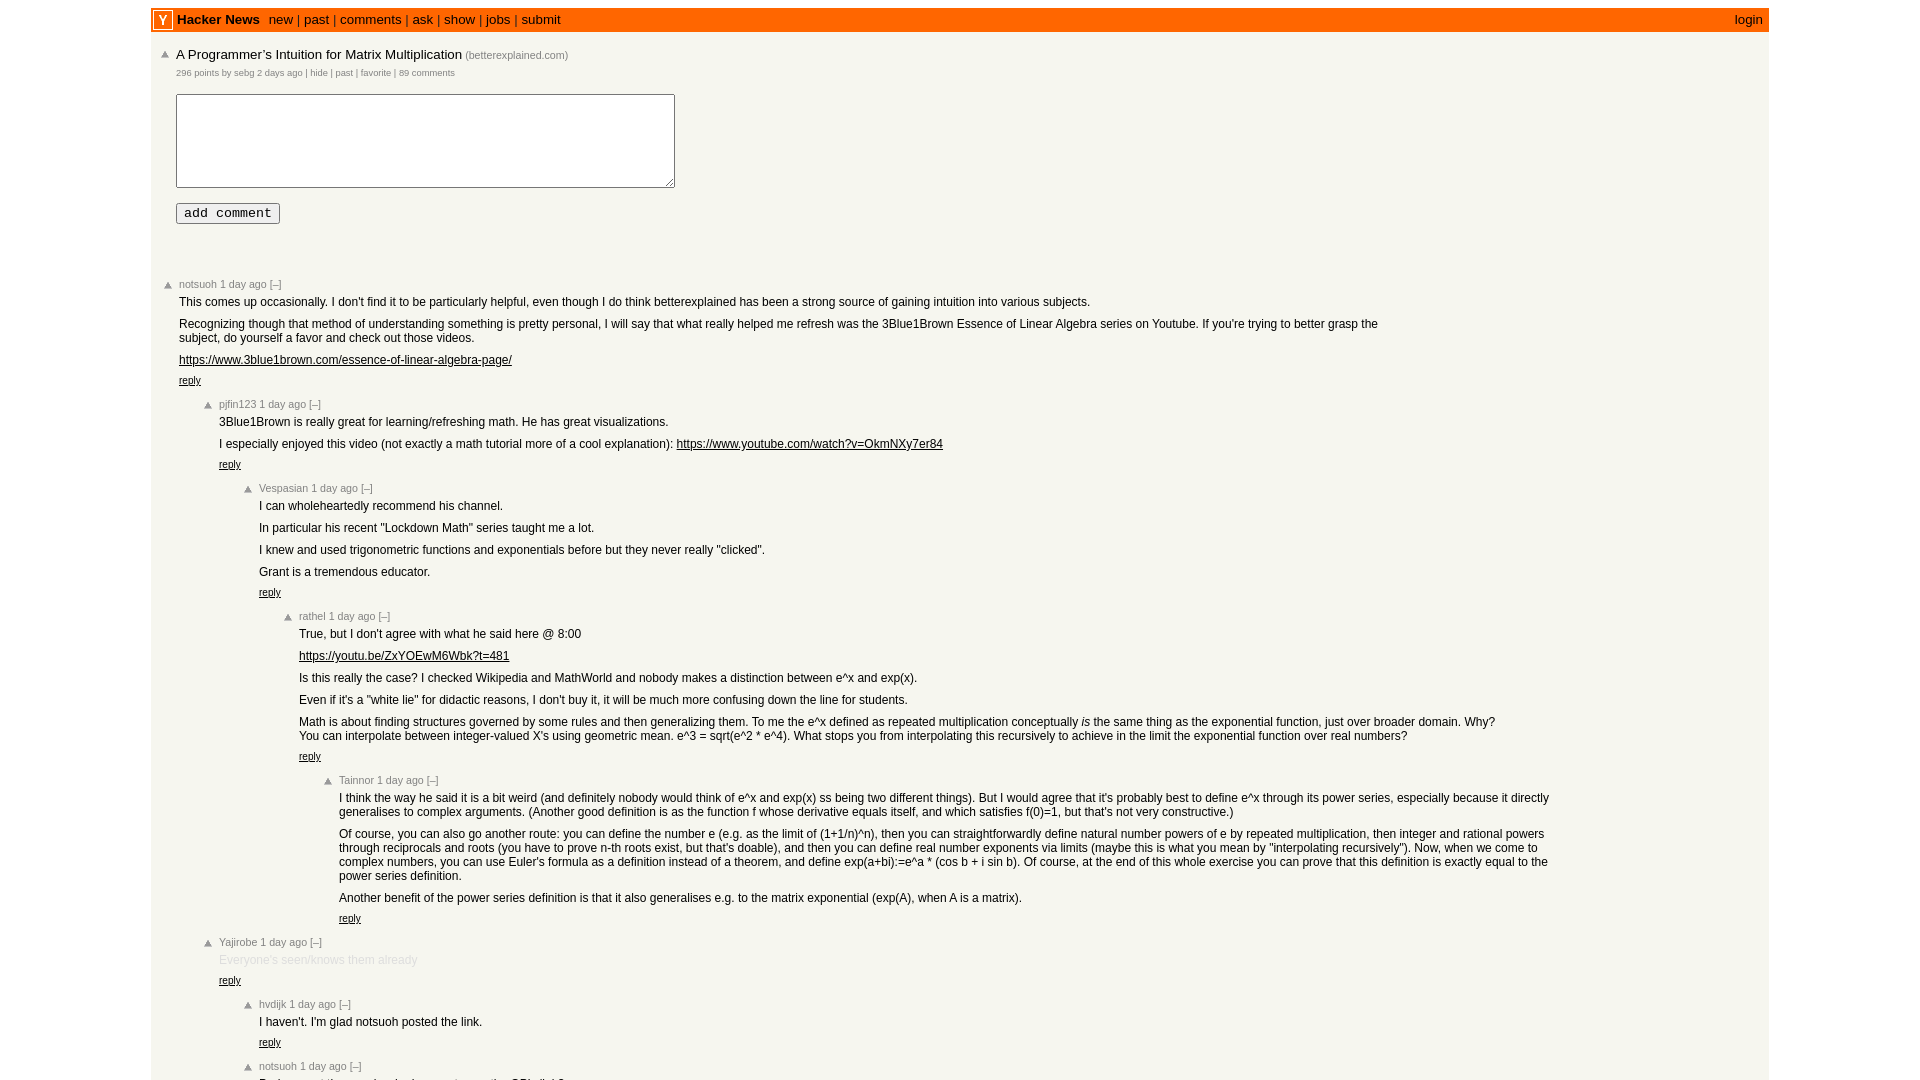 Y Hacker News new | past | comments | ask | show | jobs | submit login
A Programmer’s Intuition for Matrix Multiplication (betterexplained.com)
296 points by sebg 2 days ago | hide | past | favorite | 89 comments
add comment
notsuoh 1 day ago [–]
This comes up occasionally. I don't find it to be particularly helpful, even though I do think betterexplained has been a strong source of gaining intuition into various subjects.
Recognizing though that method of understanding something is pretty personal, I will say that what really helped me refresh was the 3Blue1Brown Essence of Linear Algebra series on Youtube. If you're trying to better grasp the
subject, do yourself a favor and check out those videos.
https://www.3blue1brown.com/essence-of-linear-algebra-page/
reply
pjfin123 1 day ago [–]
3Blue1Brown is really great for learning/refreshing math. He has great visualizations.
I especially enjoyed this video (not exactly a math tutorial more of a cool explanation): https://www.youtube.com/watch?v=OkmNXy7er84
reply
Vespasian 1 day ago [–]
I can wholeheartedly recommend his channel.
In particular his recent "Lockdown Math" series taught me a lot.
I knew and used trigonometric functions and exponentials before but they never really "clicked".
Grant is a tremendous educator.
reply
rathel 1 day ago [–]
True, but I don't agree with what he said here @ 8:00
https://youtu.be/ZxYOEwM6Wbk?t=481
Is this really the case? I checked Wikipedia and MathWorld and nobody makes a distinction between e^x and exp(x).
Even if it's a "white lie" for didactic reasons, I don't buy it, it will be much more confusing down the line for students.
Math is about finding structures governed by some rules and then generalizing them. To me the e^x defined as repeated multiplication conceptually is the same thing as the exponential function, just over broader domain. Why?
You can interpolate between integer-valued X's using geometric mean. e^3 = sqrt(e^2 * e^4). What stops you from interpolating this recursively to achieve in the limit the exponential function over real numbers?
reply
Tainnor 1 day ago [–]
I think the way he said it is a bit weird (and definitely nobody would think of e^x and exp(x) ss being two different things). But I would agree that it's probably best to define e^x through its power series, especially because it directly
generalises to complex arguments. (Another good definition is as the function f whose derivative equals itself, and which satisfies f(0)=1, but that's not very constructive.)
Of course, you can also go another route: you can define the number e (e.g. as the limit of (1+1/n)^n), then you can straightforwardly define natural number powers of e by repeated multiplication, then integer and rational powers
through reciprocals and roots (you have to prove n-th roots exist, but that's doable), and then you can define real number exponents via limits (maybe this is what you mean by "interpolating recursively"). Now, when we come to
complex numbers, you can use Euler's formula as a definition instead of a theorem, and define exp(a+bi):=e^a * (cos b + i sin b). Of course, at the end of this whole exercise you can prove that this definition is exactly equal to the
power series definition.
Another benefit of the power series definition is that it also generalises e.g. to the matrix exponential (exp(A), when A is a matrix).
reply
Yajirobe 1 day ago [–]
Everyone's seen/knows them already
reply
hvdijk 1 day ago [–]
I haven't. I'm glad notsuoh posted the link.
reply
notsuoh 1 day ago [–]